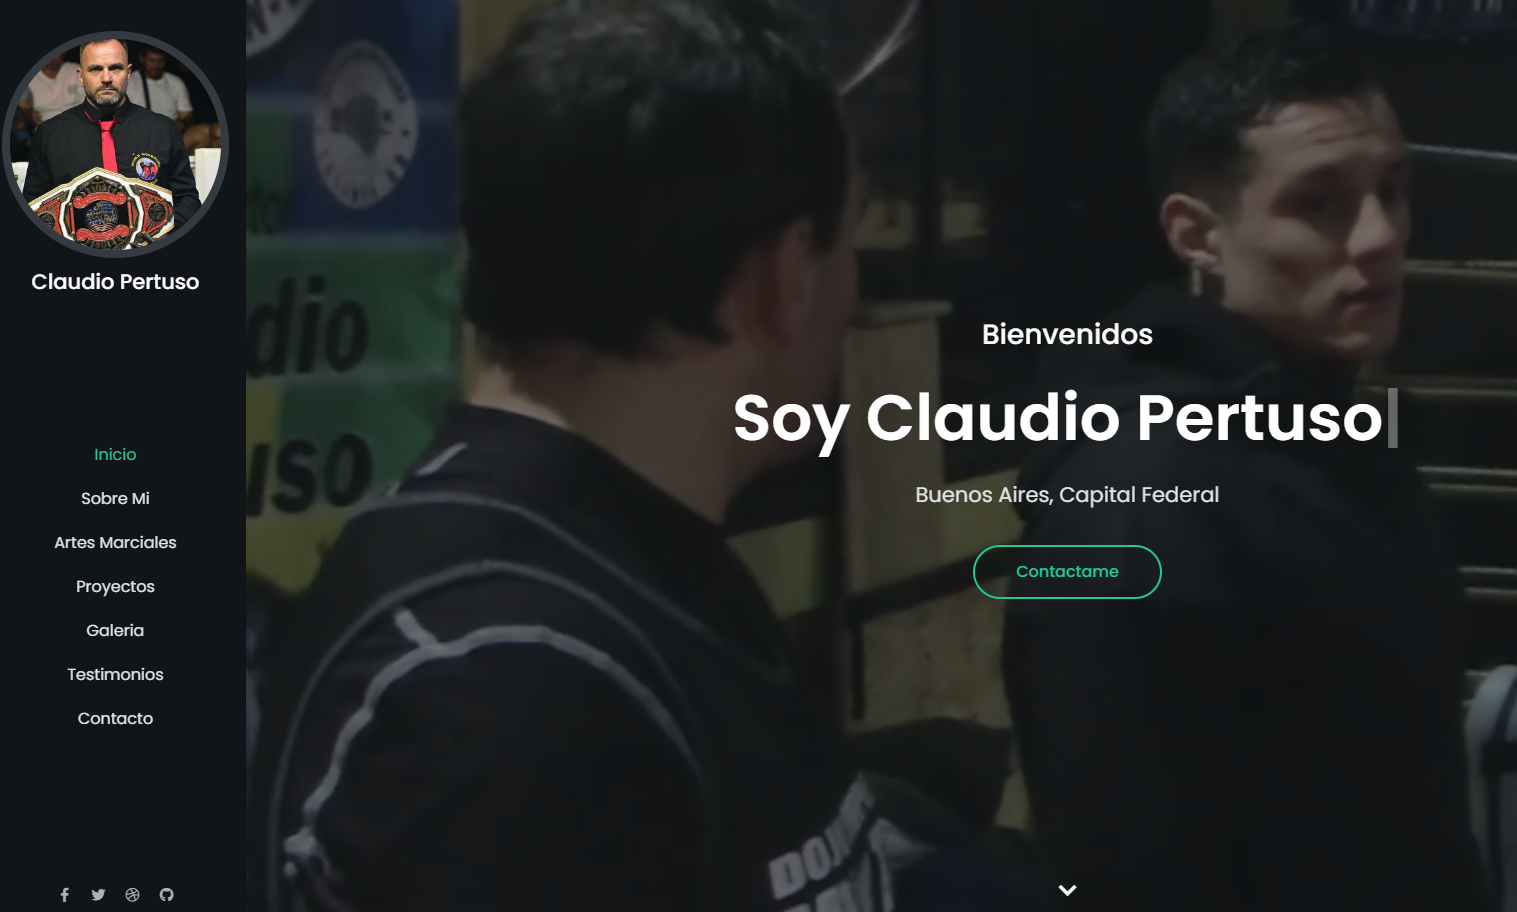 Claudio Pertuso
Inicio
Sobre Mi
Artes Marciales
Proyectos
Galeria
Testimonios
Contacto
Bienvenidos
Soy Claudio Pertuso
Buenos Aires, Capital Federal
Contactame
dio
uso